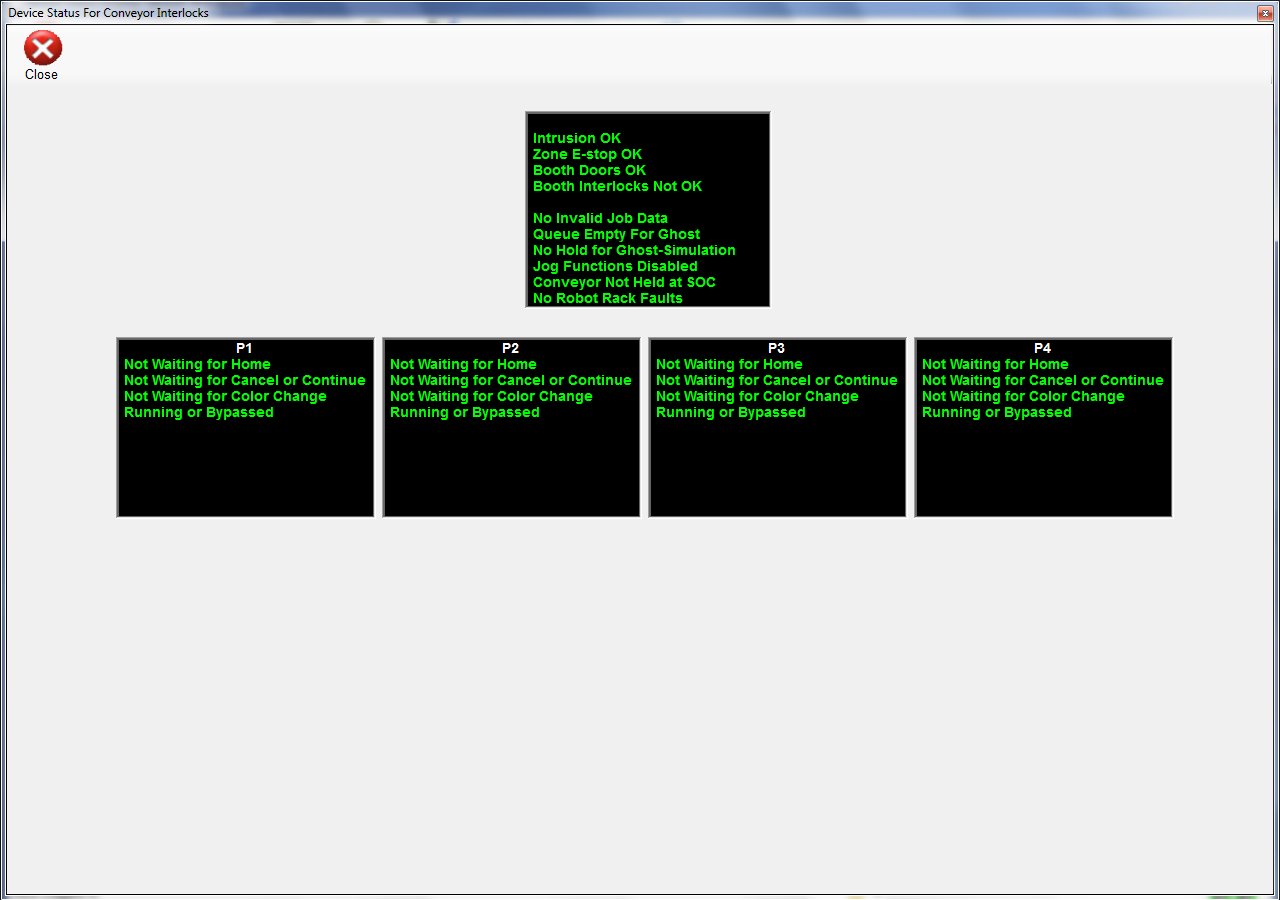 Device Status For Conveyor Interlocks
Close
Intrusion OK
Zone E-stop OK
Booth Doors OK
Booth Interlocks Not OK
No Invalid Job Data
Queue Empty For Ghost
No Hold for Ghost-Simulation
Jog Functions Disabled
Conveyor Not Held at SOC
No Robot Rack Faults
P1
Not Waiting for Home
Not Waiting for Cancel or Continue
Not Waiting for Color Change
Running or Bypassed
P2
Not Waiting for Home
Not Waiting for Cancel or Continue
Not Waiting for Color Change
Running or Bypassed
P3
Not Waiting for Home
Not Waiting for Cancel or Continue
Not Waiting for Color Change
Running or Bypassed
P4
Not Waiting for Home
Not Waiting for Cancel or Continue
Not Waiting for Color Change
Running or Bypassed